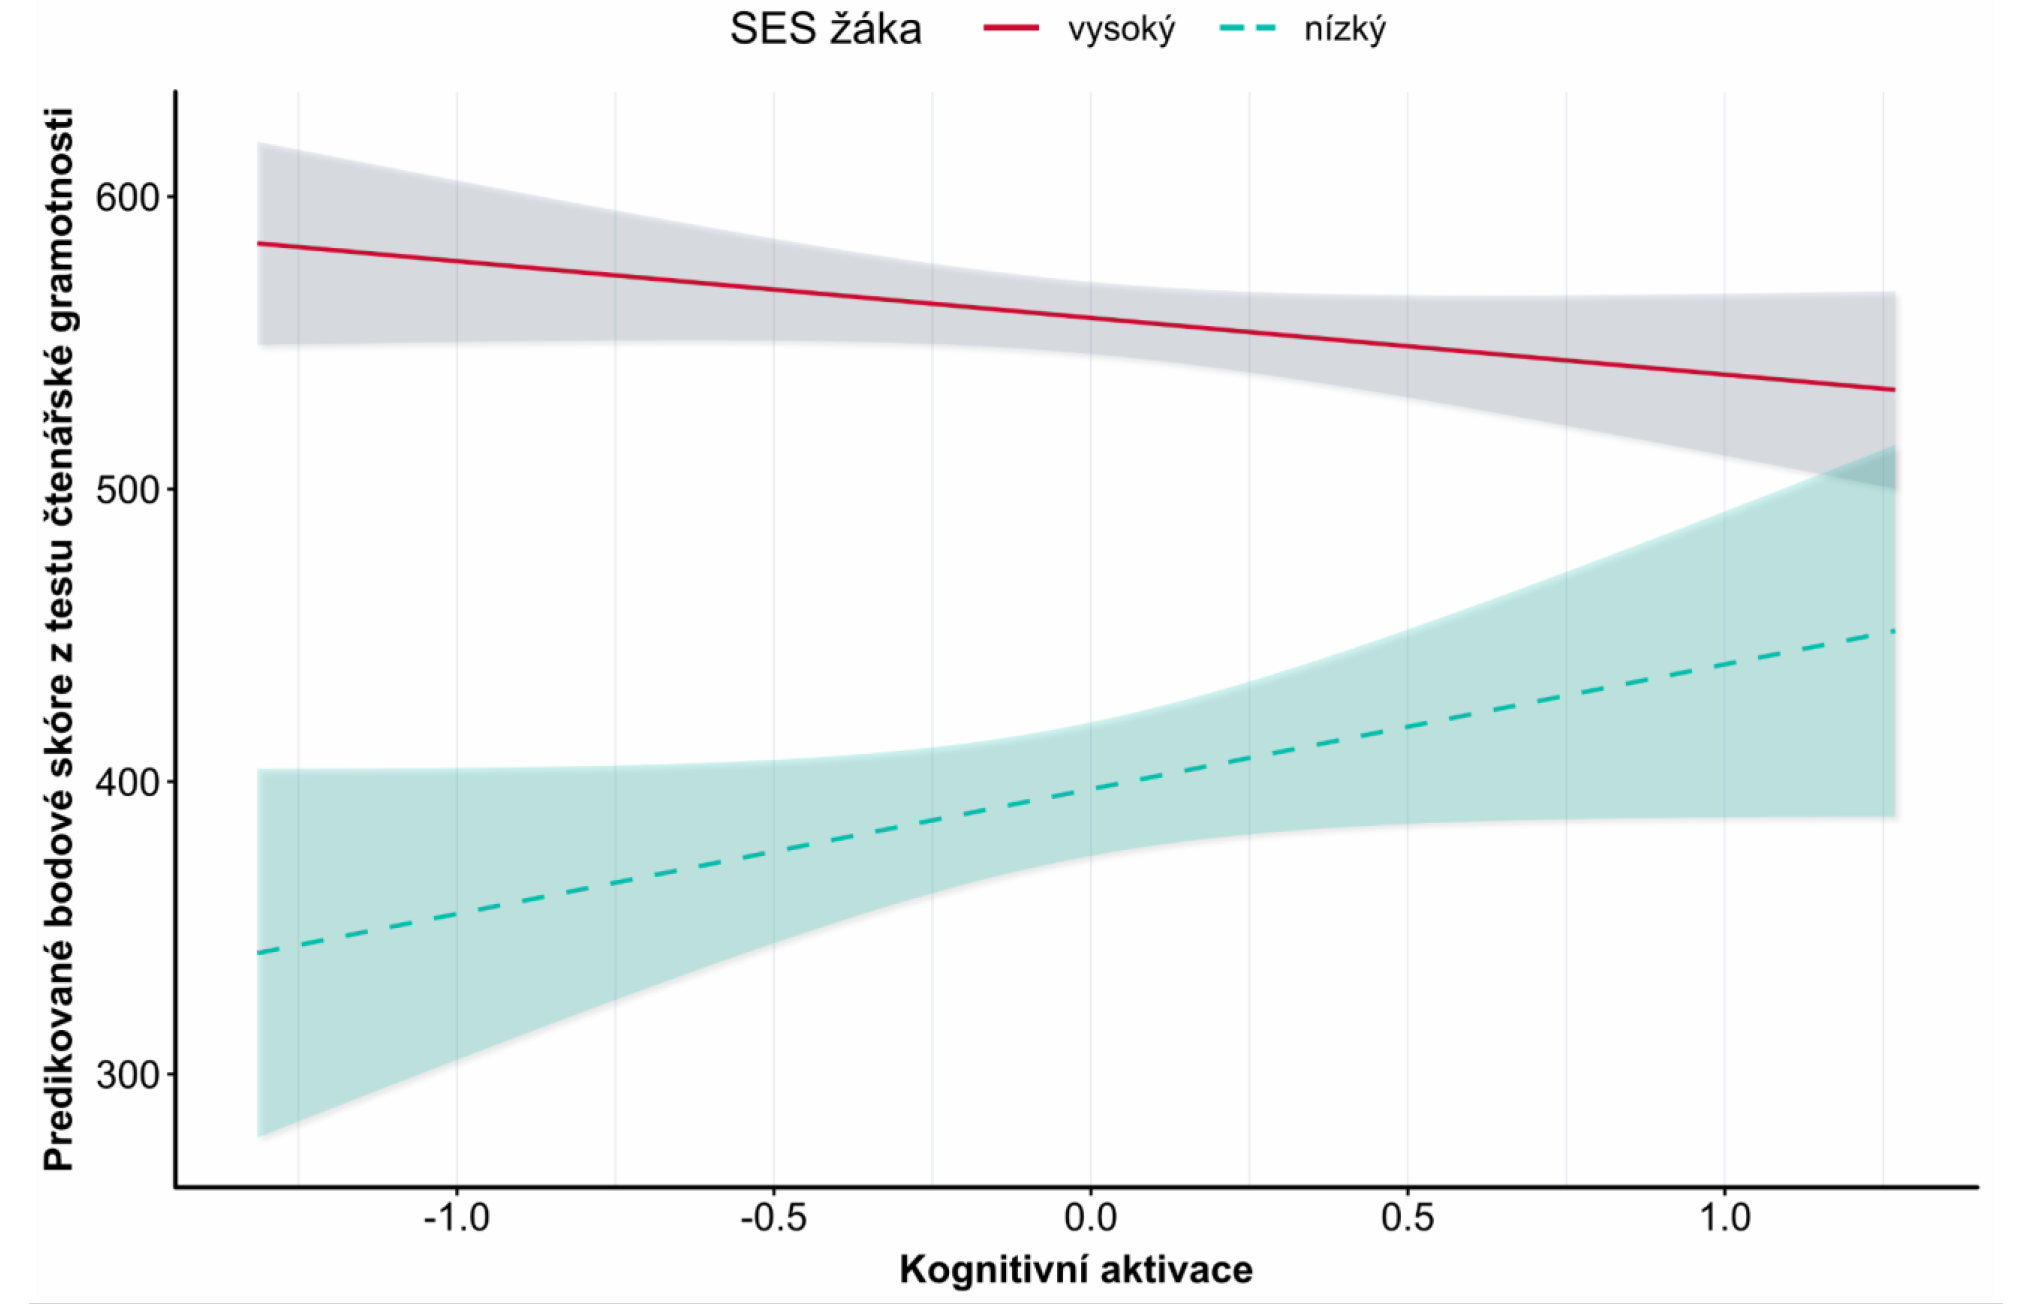 SES žáka vysoký nízký
Predikované bodové skóre z testu čtenářské gramotnosti
600
500
400
300
-1.0 -0.5 0.0 0.5 1.0
Kognitivní aktivace